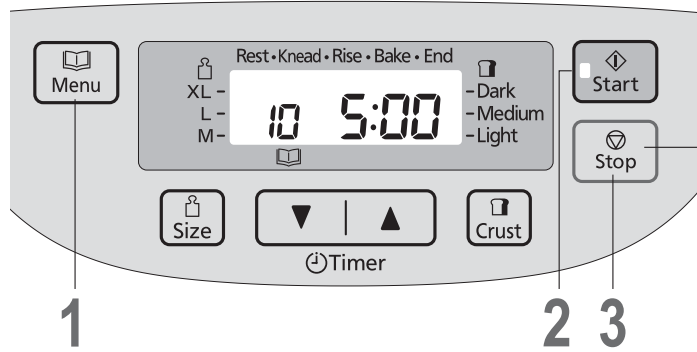 Menu
Rest•Knead•Rise•Bake•End
XL –
L –
M –
10 5:00
–Dark
–Medium
–Light
Start
Stop
Size
▼ | ▲
Crust
Timer
1
2 3